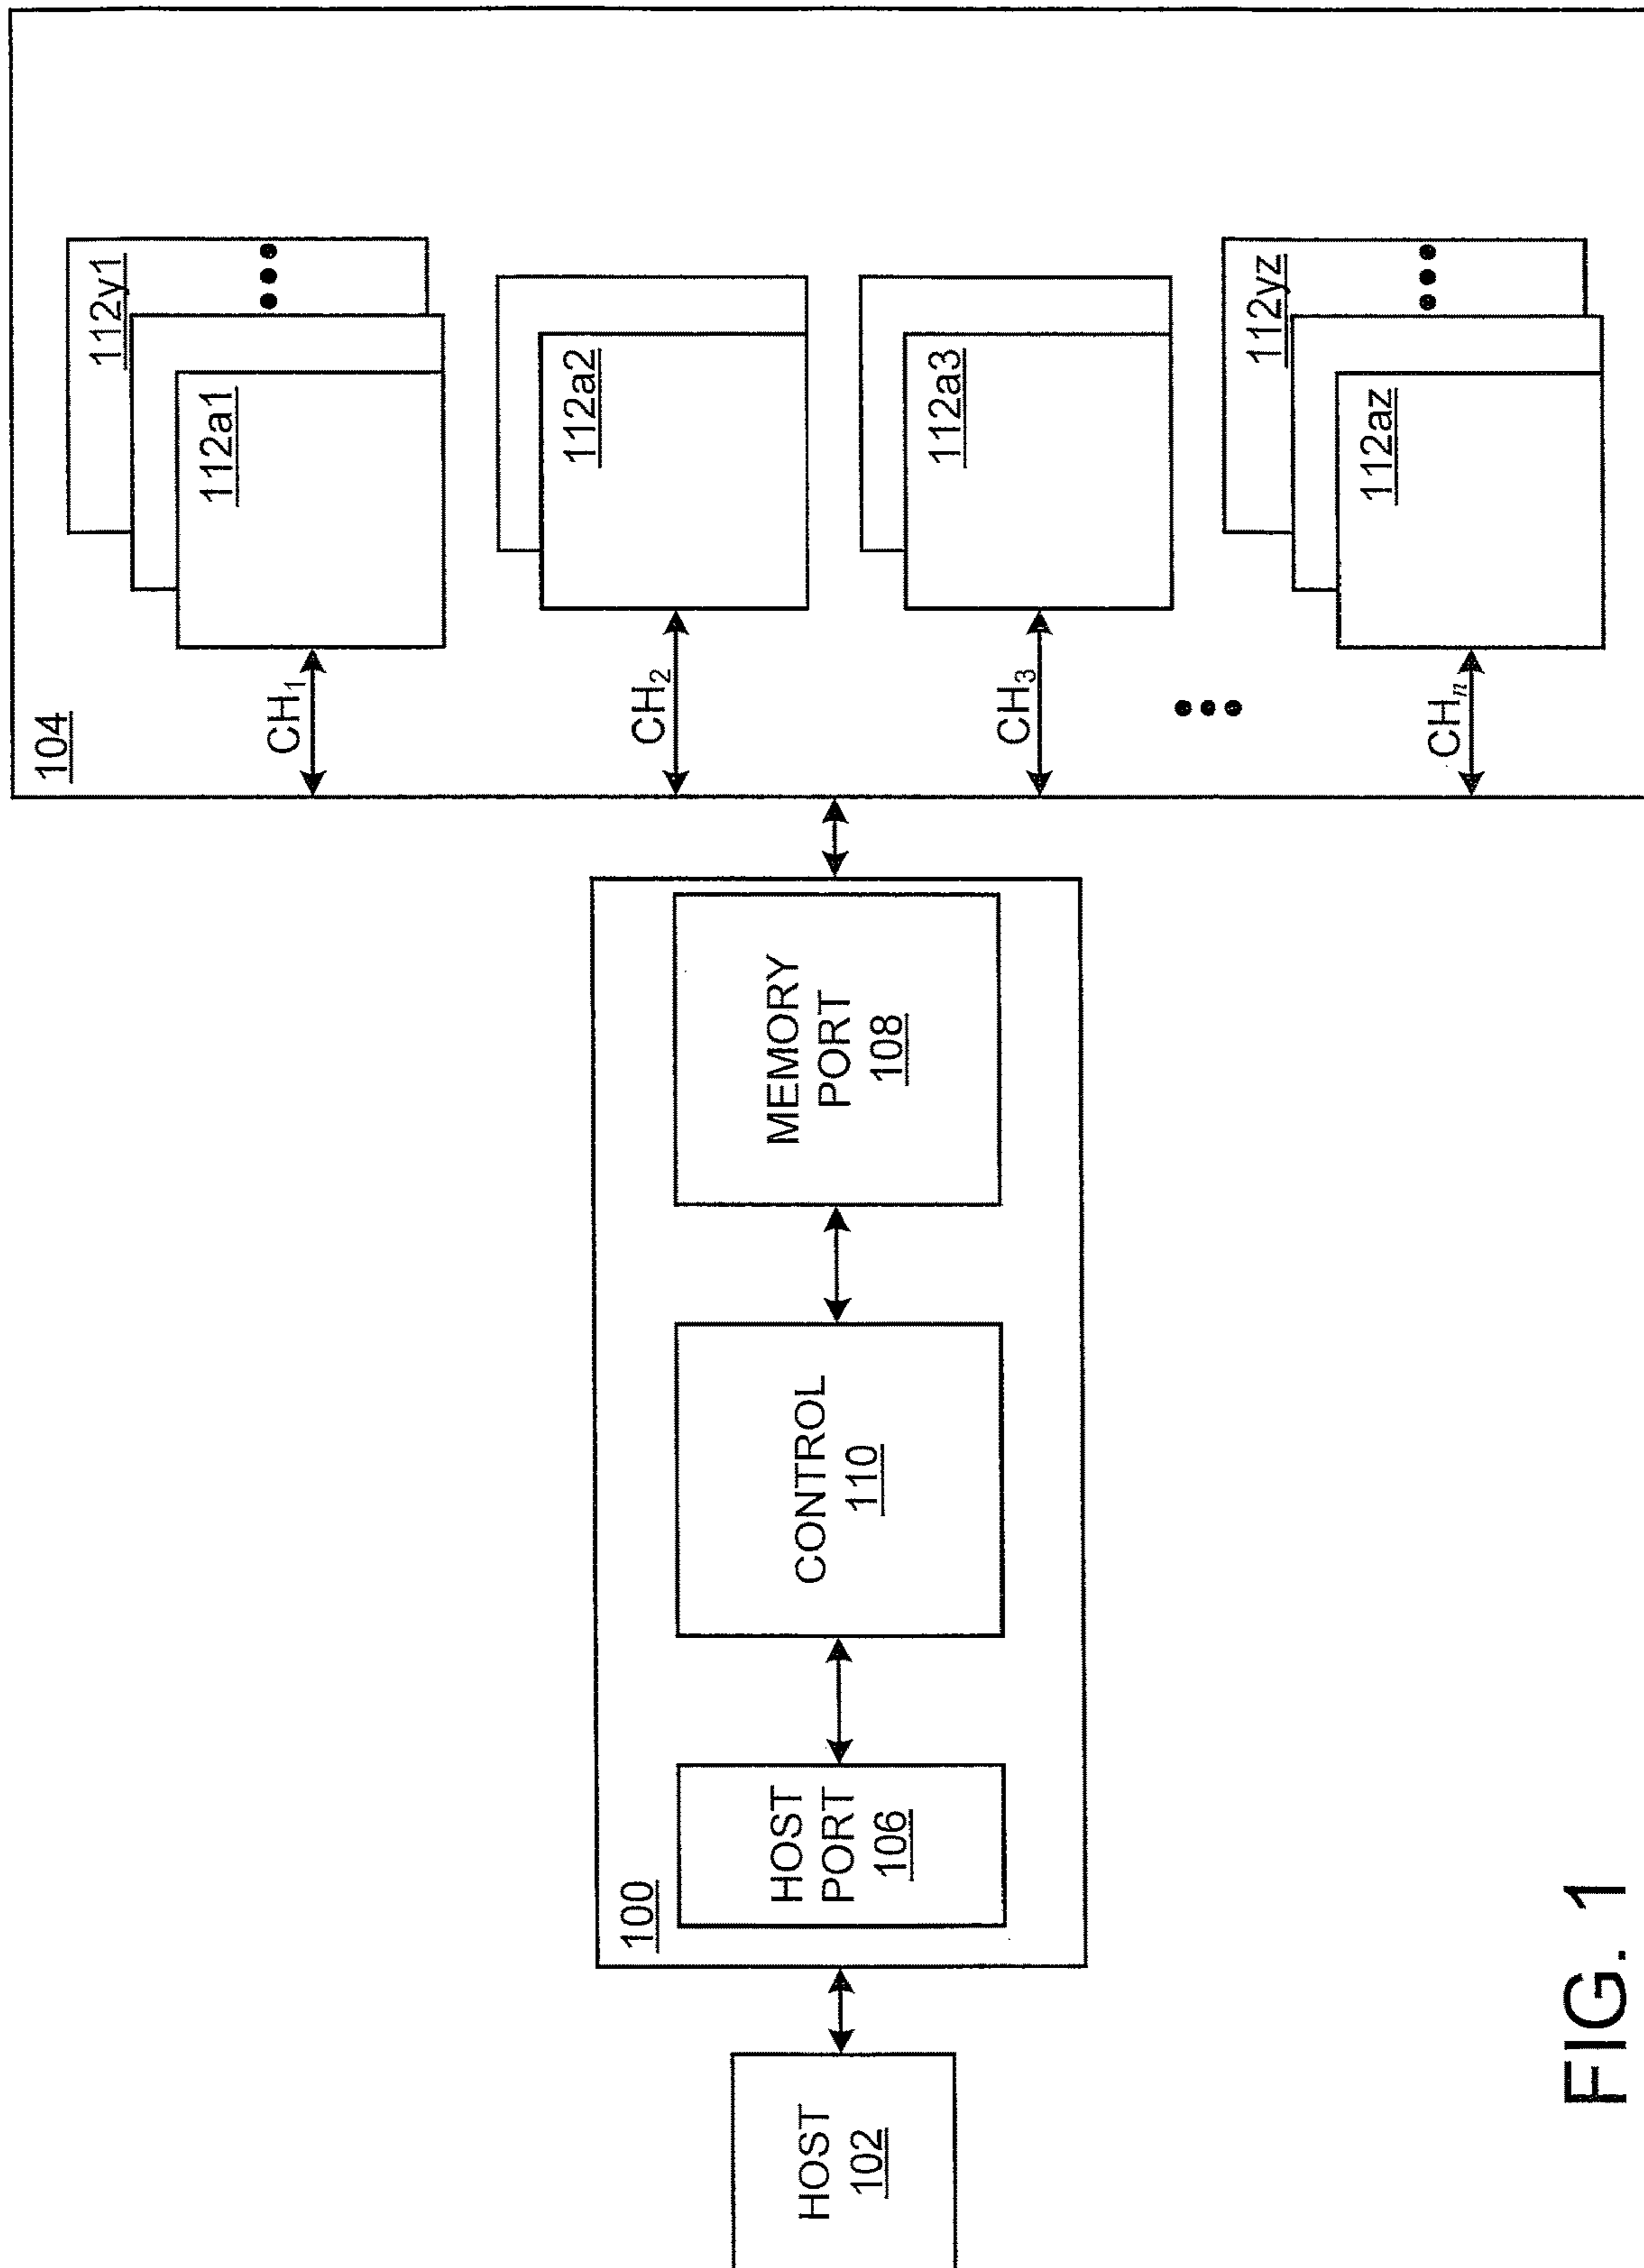 HOST
102
100
HOST
PORT
106
CONTROL
110
MEMORY
PORT
108
104
CH₁
112a1
112y1
•••
CH₂
112a2
CH₃
112a3
•••
CHₙ
112az
112yz
•••
FIG. 1